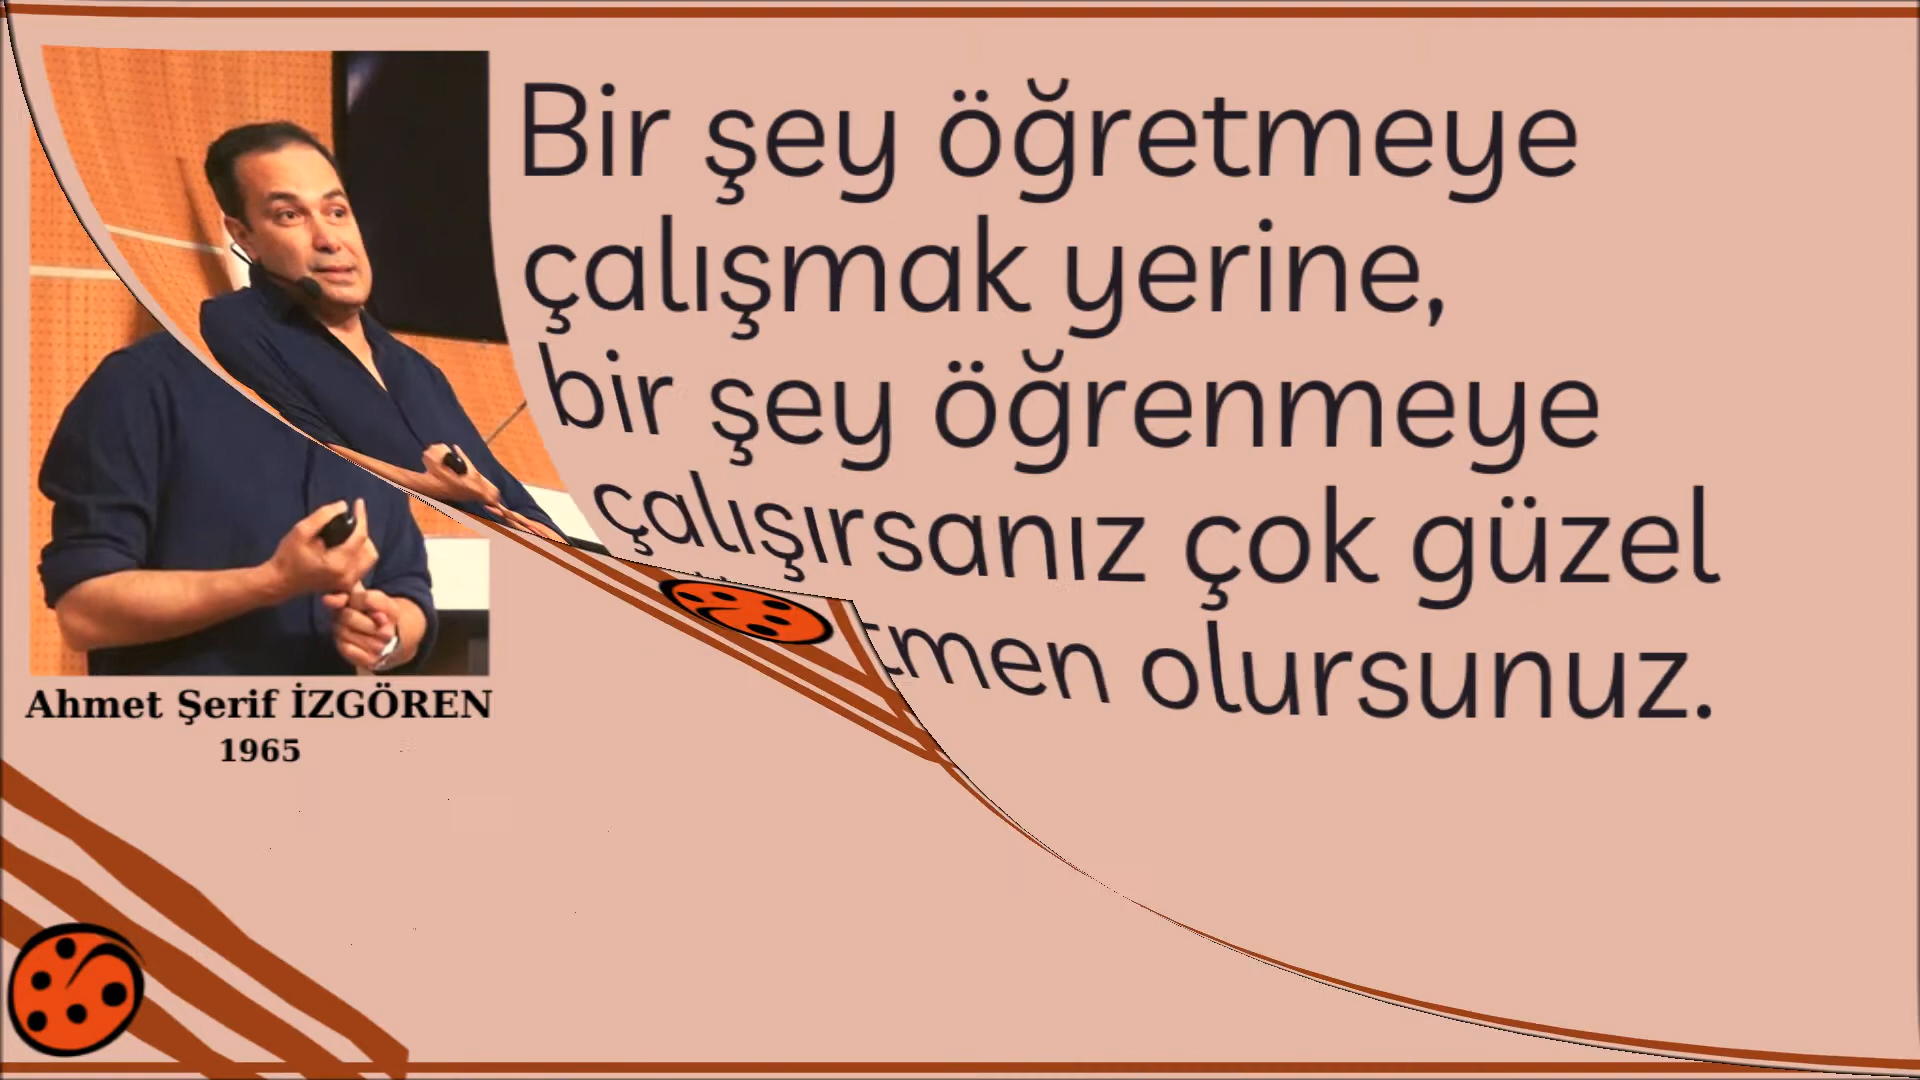 Bir şey öğretmeye
çalışmak yerine,
bir şey öğrenmeye
çalışırsanız çok güzel
olursunuz.
Ahmet Şerif İZGÖREN
1965